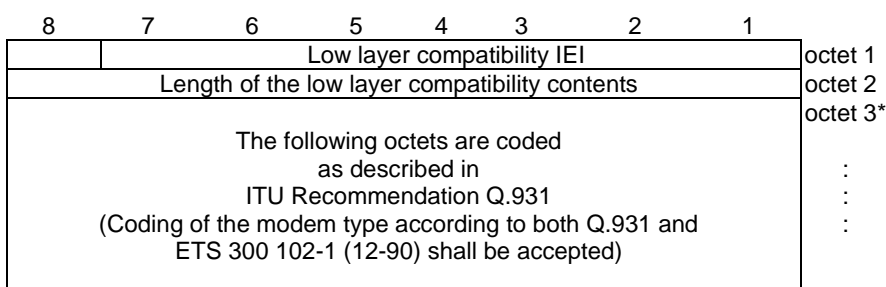 8 7 6 5 4 3 2 1
Low layer compatibility IEI octet 1
Length of the low layer compatibility contents octet 2
octet 3*
The following octets are coded
as described in :
ITU Recommendation Q.931 :
(Coding of the modem type according to both Q.931 and :
ETS 300 102-1 (12-90) shall be accepted)